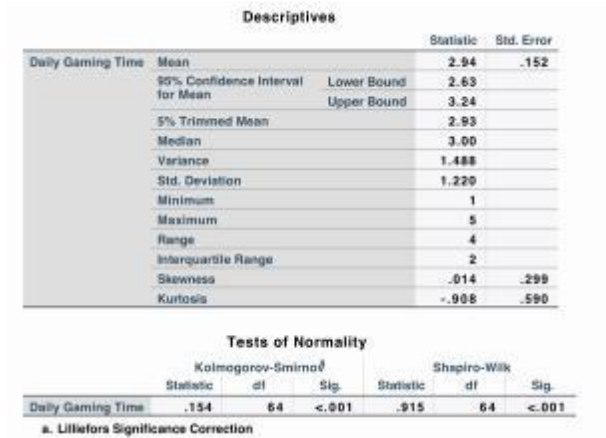 Descriptives
Statistic Std. Error
Daily Gaming Time Mean 2.94 .152
95% Confidence Interval for Mean Lower Bound 2.63
Upper Bound 3.24
5% Trimmed Mean 2.93
Median 3.00
Variance 1.488
Std. Deviation 1.220
Minimum 1
Maximum 5
Range 4
Interquartile Range 2
Skewness .014 .299
Kurtosis -.908 .590
Tests of Normality
Kolmogorov-Smirnov^a Shapiro-Wilk
Statistic df Sig. Statistic df Sig.
Daily Gaming Time .154 64 <.001 .915 64 <.001
a. Lilliefors Significance Correction